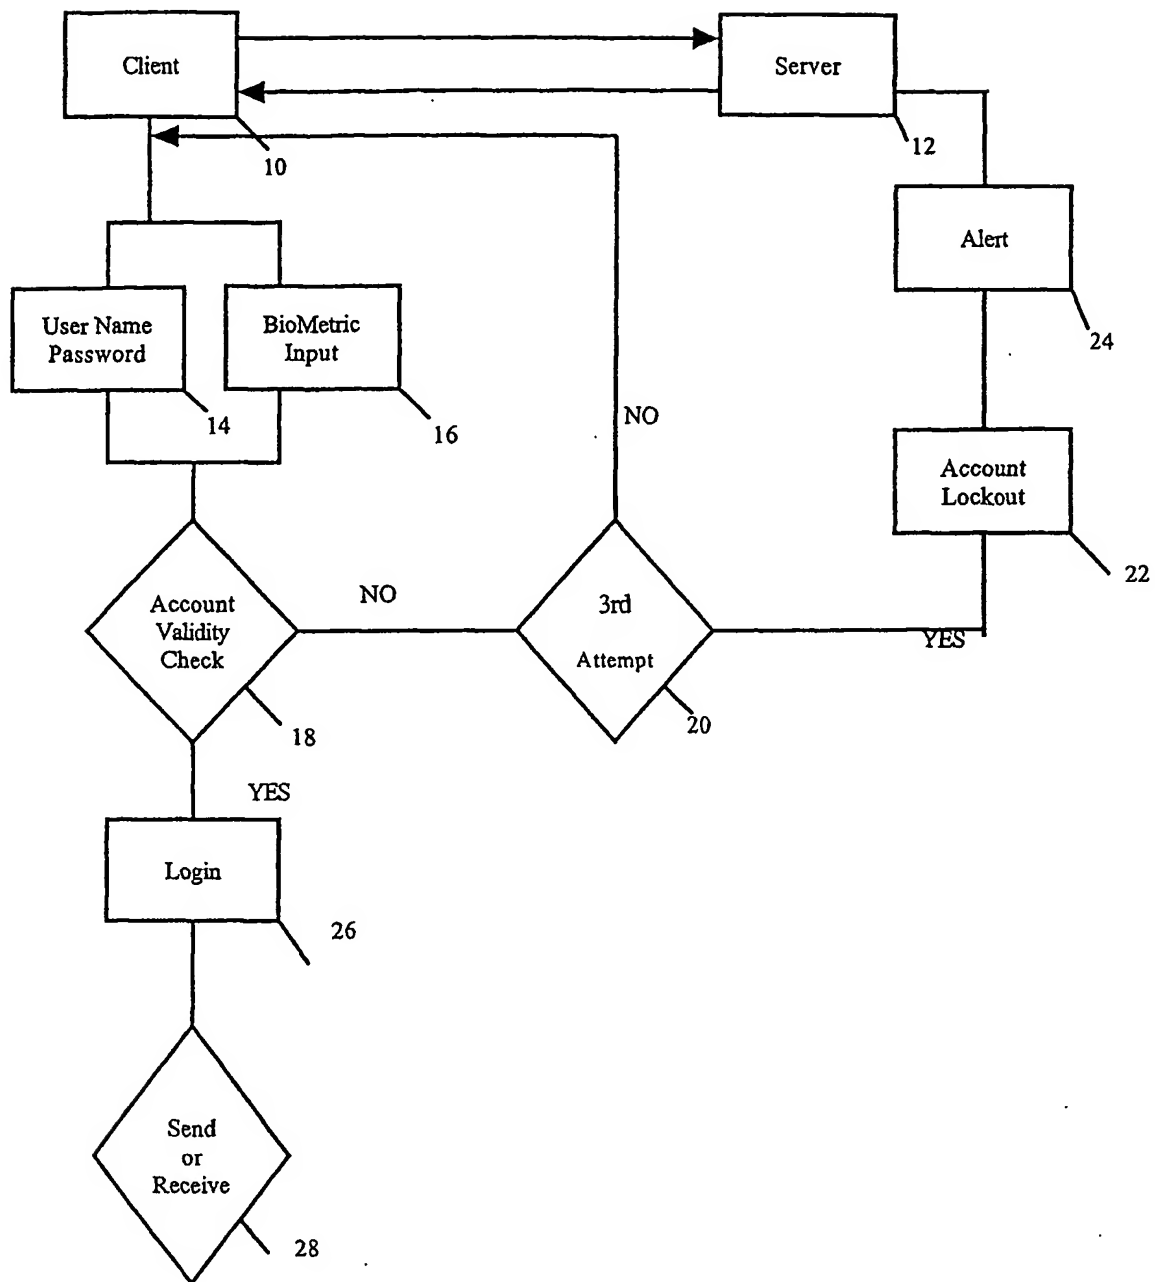 Client
Server
10
12
Alert
24
User Name
Password
14
BioMetric
Input
16
NO
Account
Lockout
22
Account
Validity
Check
18
NO
3rd
Attempt
20
YES
YES
Login
26
Send
or
Receive
28